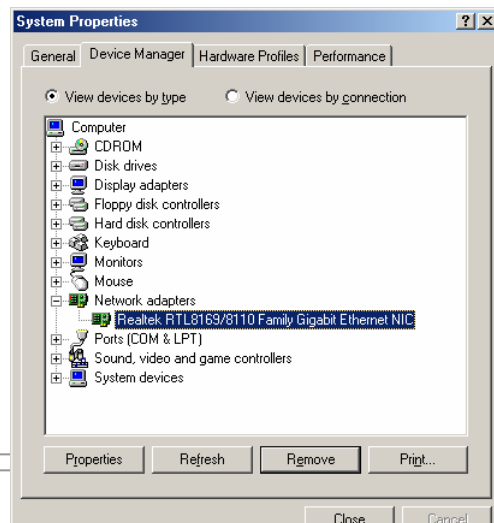 System Properties
General Device Manager Hardware Profiles Performance
View devices by type View devices by connection
Computer
CDROM
Disk drives
Display adapters
Floppy disk controllers
Hard disk controllers
Keyboard
Monitors
Mouse
Network adapters
Realtek RTL8169/8110 Family Gigabit Ethernet NIC
Ports (COM & LPT)
Sound, video and game controllers
System devices
Properties Refresh Remove Print...
Close Cancel